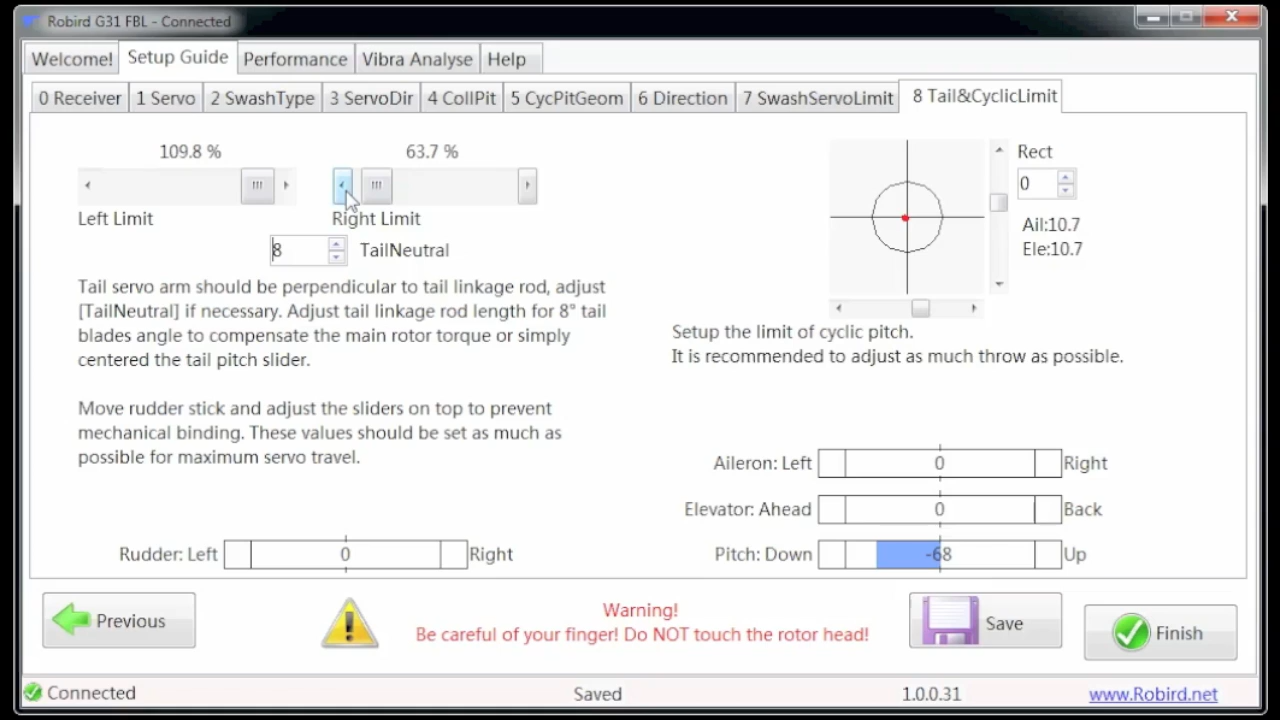 Robird G31 FBL - Connected
Welcome! Setup Guide Performance Vibra Analyse Help
0 Receiver 1 Servo 2 SwashType 3 ServoDir 4 CollPit 5 CycPitGeom 6 Direction 7 SwashServoLimit 8 Tail&CyclicLimit
109.8 % 63.7 %
Left Limit Right Limit
8 TailNeutral
Tail servo arm should be perpendicular to tail linkage rod, adjust
[TailNeutral] if necessary. Adjust tail linkage rod length for 8° tail
blades angle to compensate the main rotor torque or simply
centered the tail pitch slider.
Move rudder stick and adjust the sliders on top to prevent
mechanical binding. These values should be set as much as
possible for maximum servo travel.
Rudder: Left 0 Right
Rect
0
Ail:10.7
Ele:10.7
Setup the limit of cyclic pitch.
It is recommended to adjust as much throw as possible.
Aileron: Left 0 Right
Elevator: Ahead 0 Back
Pitch: Down -68 Up
Previous
Warning!
Be careful of your finger! Do NOT touch the rotor head!
Save
Finish
Connected Saved 1.0.0.31 www.Robird.net